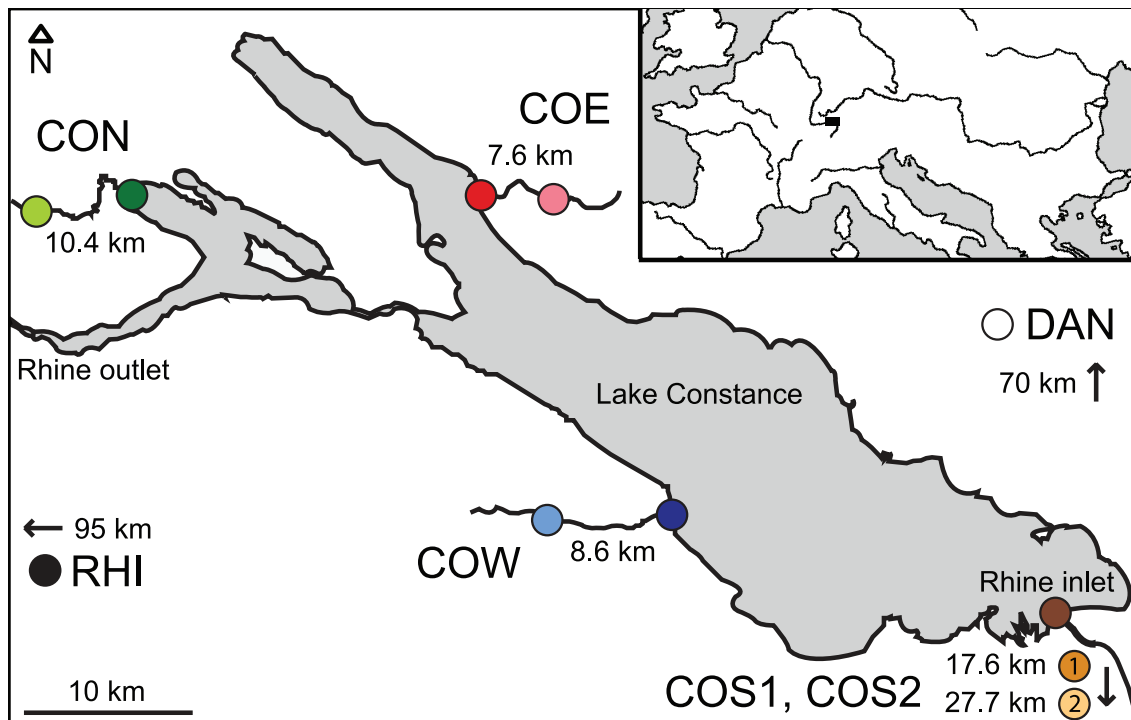 N
CON
10.4 km
COE
7.6 km
Rhine outlet
Lake Constance
DAN
70 km ↑
← 95 km
RHI
COW
8.6 km
Rhine inlet
10 km
COS1, COS2
17.6 km 1
27.7 km 2 ↓